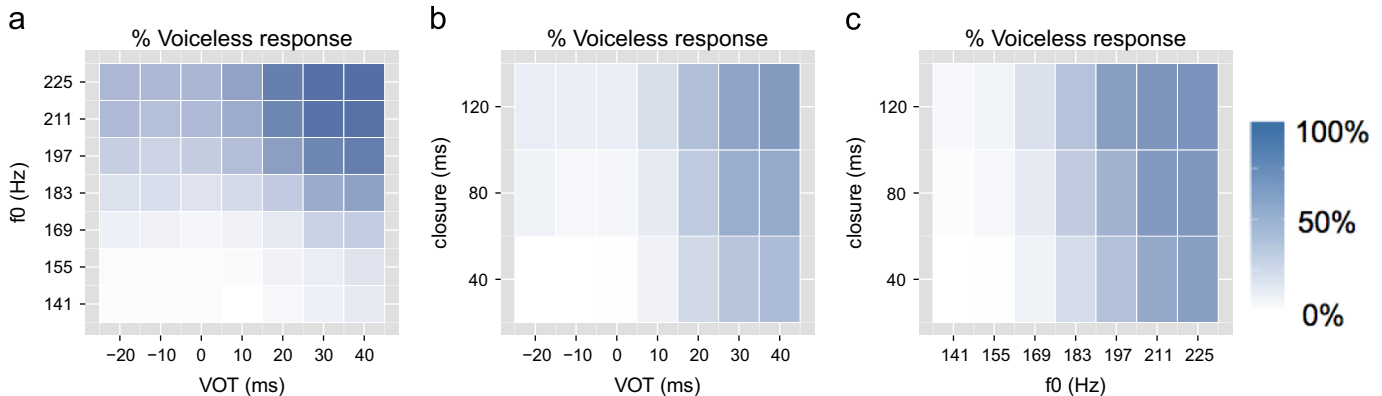 a
% Voiceless response
f0 (Hz)
225
211
197
183
169
155
141
−20 −10 0 10 20 30 40
VOT (ms)
b
% Voiceless response
closure (ms)
120
80
40
−20 −10 0 10 20 30 40
VOT (ms)
c
% Voiceless response
closure (ms)
120
80
40
141 155 169 183 197 211 225
f0 (Hz)
100%
50%
0%